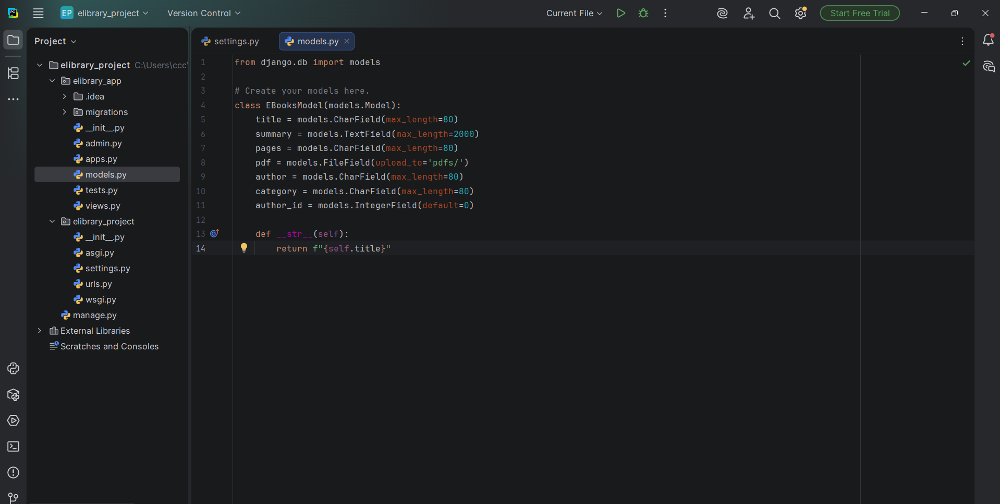 PC
EP elibrary_project Version Control Current File Start Free Trial
Project
settings.py models.py
elibrary_project C:\Users\ccc\
elibrary_app
.idea
migrations
__init__.py
admin.py
apps.py
models.py
tests.py
views.py
elibrary_project
__init__.py
asgi.py
settings.py
urls.py
wsgi.py
manage.py
External Libraries
Scratches and Consoles
1 from django.db import models
2
3 # Create your models here.
4 class EBooksModel(models.Model):
5     title = models.CharField(max_length=80)
6     summary = models.TextField(max_length=2000)
7     pages = models.CharField(max_length=80)
8     pdf = models.FileField(upload_to='pdfs/')
9     author = models.CharField(max_length=80)
10     category = models.CharField(max_length=80)
11     author_id = models.IntegerField(default=0)
12
13     def __str__(self):
14         return f"{self.title}"